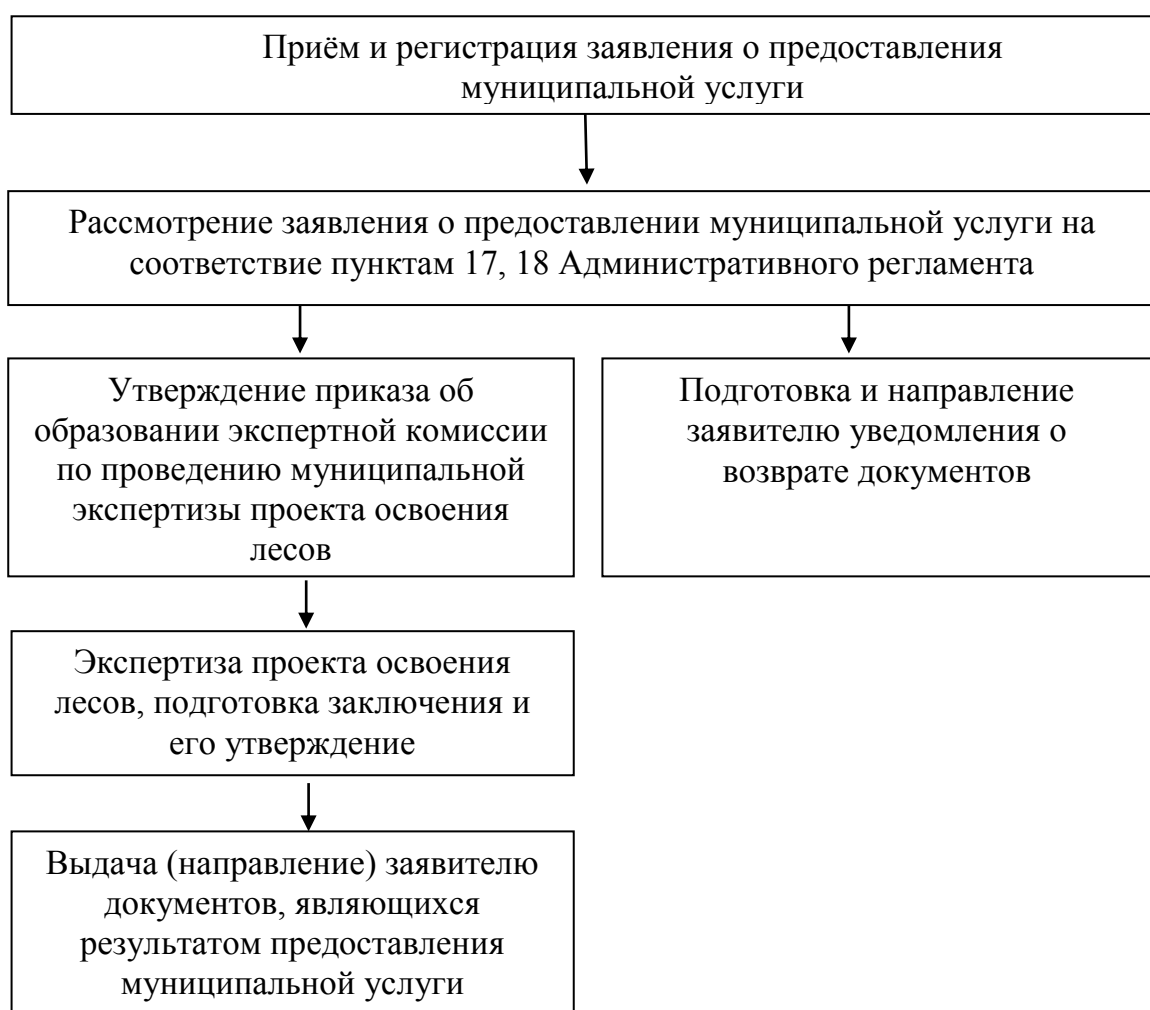 Приём и регистрация заявления о предоставления
муниципальной услуги
Рассмотрение заявления о предоставлении муниципальной услуги на
соответствие пунктам 17, 18 Административного регламента
Утверждение приказа об
образовании экспертной комиссии
по проведению муниципальной
экспертизы проекта освоения
лесов
Подготовка и направление
заявителю уведомления о
возврате документов
Экспертиза проекта освоения
лесов, подготовка заключения и
его утверждение
Выдача (направление) заявителю
документов, являющихся
результатом предоставления
муниципальной услуги